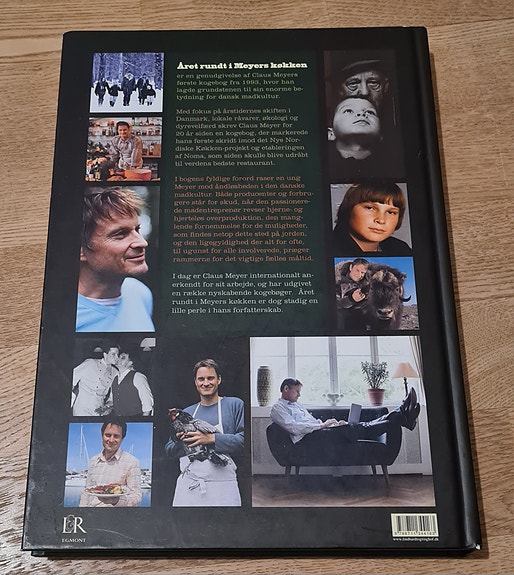 Året rundt i Meyers køkken
er en genudgivelse af Claus Meyers
første kogebog fra 1993, hvor han
lagde grundstenen til sin enorme be-
tydning for dansk madkultur.
Med fokus på årstidernes skiften i
Danmark, lokale råvarer, økologi og
dyrevelfærd skrev Claus Meyer for
20 år siden en kogebog, der markerede
hans første skridt imod det Nye Nor-
diske Køkken-projekt og etableringen
af Noma, som siden skulle blive udråbt
til verdens bedste restaurant.
I bogens fyldige forord raser en ung
Meyer mod åndløsheden i den danske
madkultur. Både producenter og forbru-
gere står for skud, når den passionere-
de madentreprenør revser hjerne- og
hjerteløs overproduktion, den mang-
lende fornemmelse for de muligheder,
som findes netop dette sted på jorden,
og den ligegyldighed der alt for ofte,
til ugunst for alle involverede, præger
rammerne for det vigtige fælles måltid.
I dag er Claus Meyer internationalt an-
erkendt for sit arbejde, og har udgivet
en række nyskabende kogebøger. Året
rundt i Meyers køkken er dog stadig en
lille perle i hans forfatterskab.
L&R
EGMONT
www.lindhardtogringhof.dk